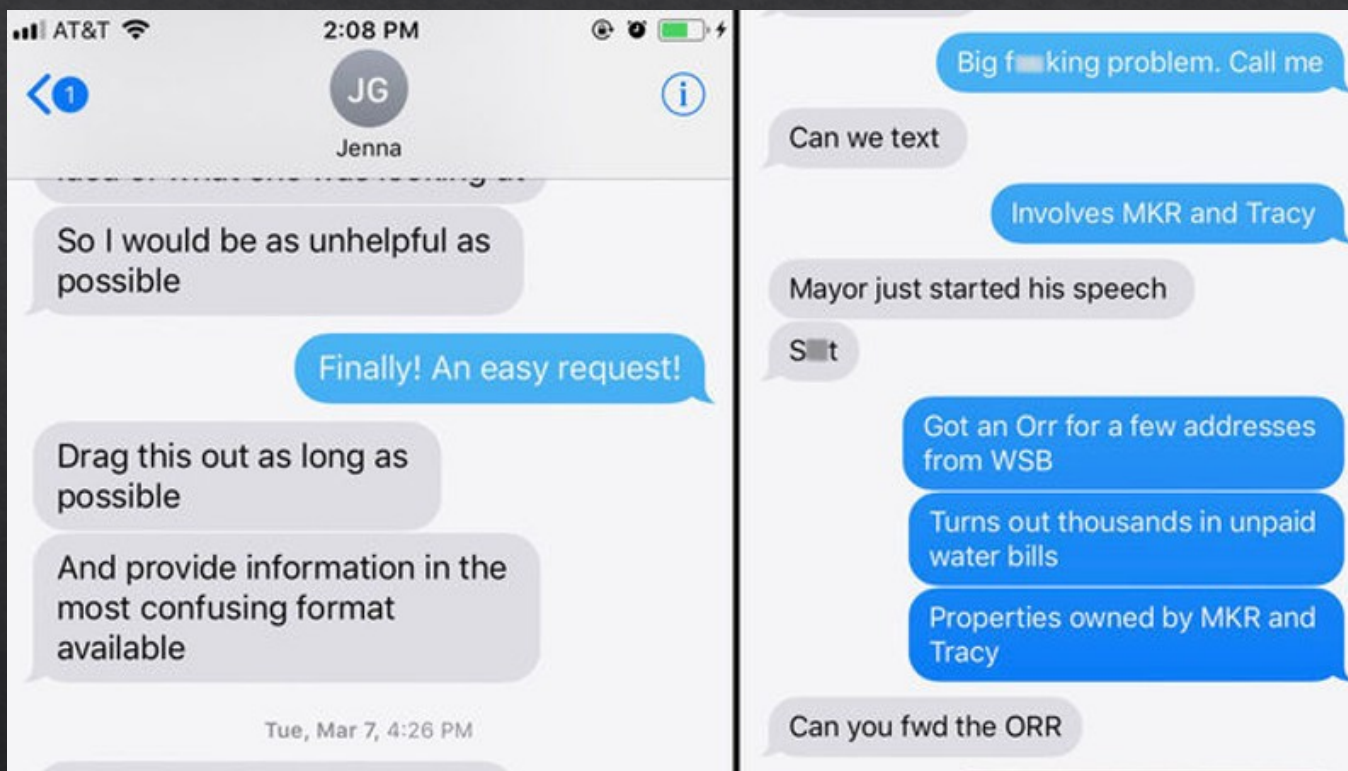 AT&T
2:08 PM
1
JG
Jenna
So I would be as unhelpful as
possible
Finally! An easy request!
Drag this out as long as
possible
And provide information in the
most confusing format
available
Tue, Mar 7, 4:26 PM
Big f king problem. Call me
Can we text
Involves MKR and Tracy
Mayor just started his speech
S t
Got an Orr for a few addresses
from WSB
Turns out thousands in unpaid
water bills
Properties owned by MKR and
Tracy
Can you fwd the ORR